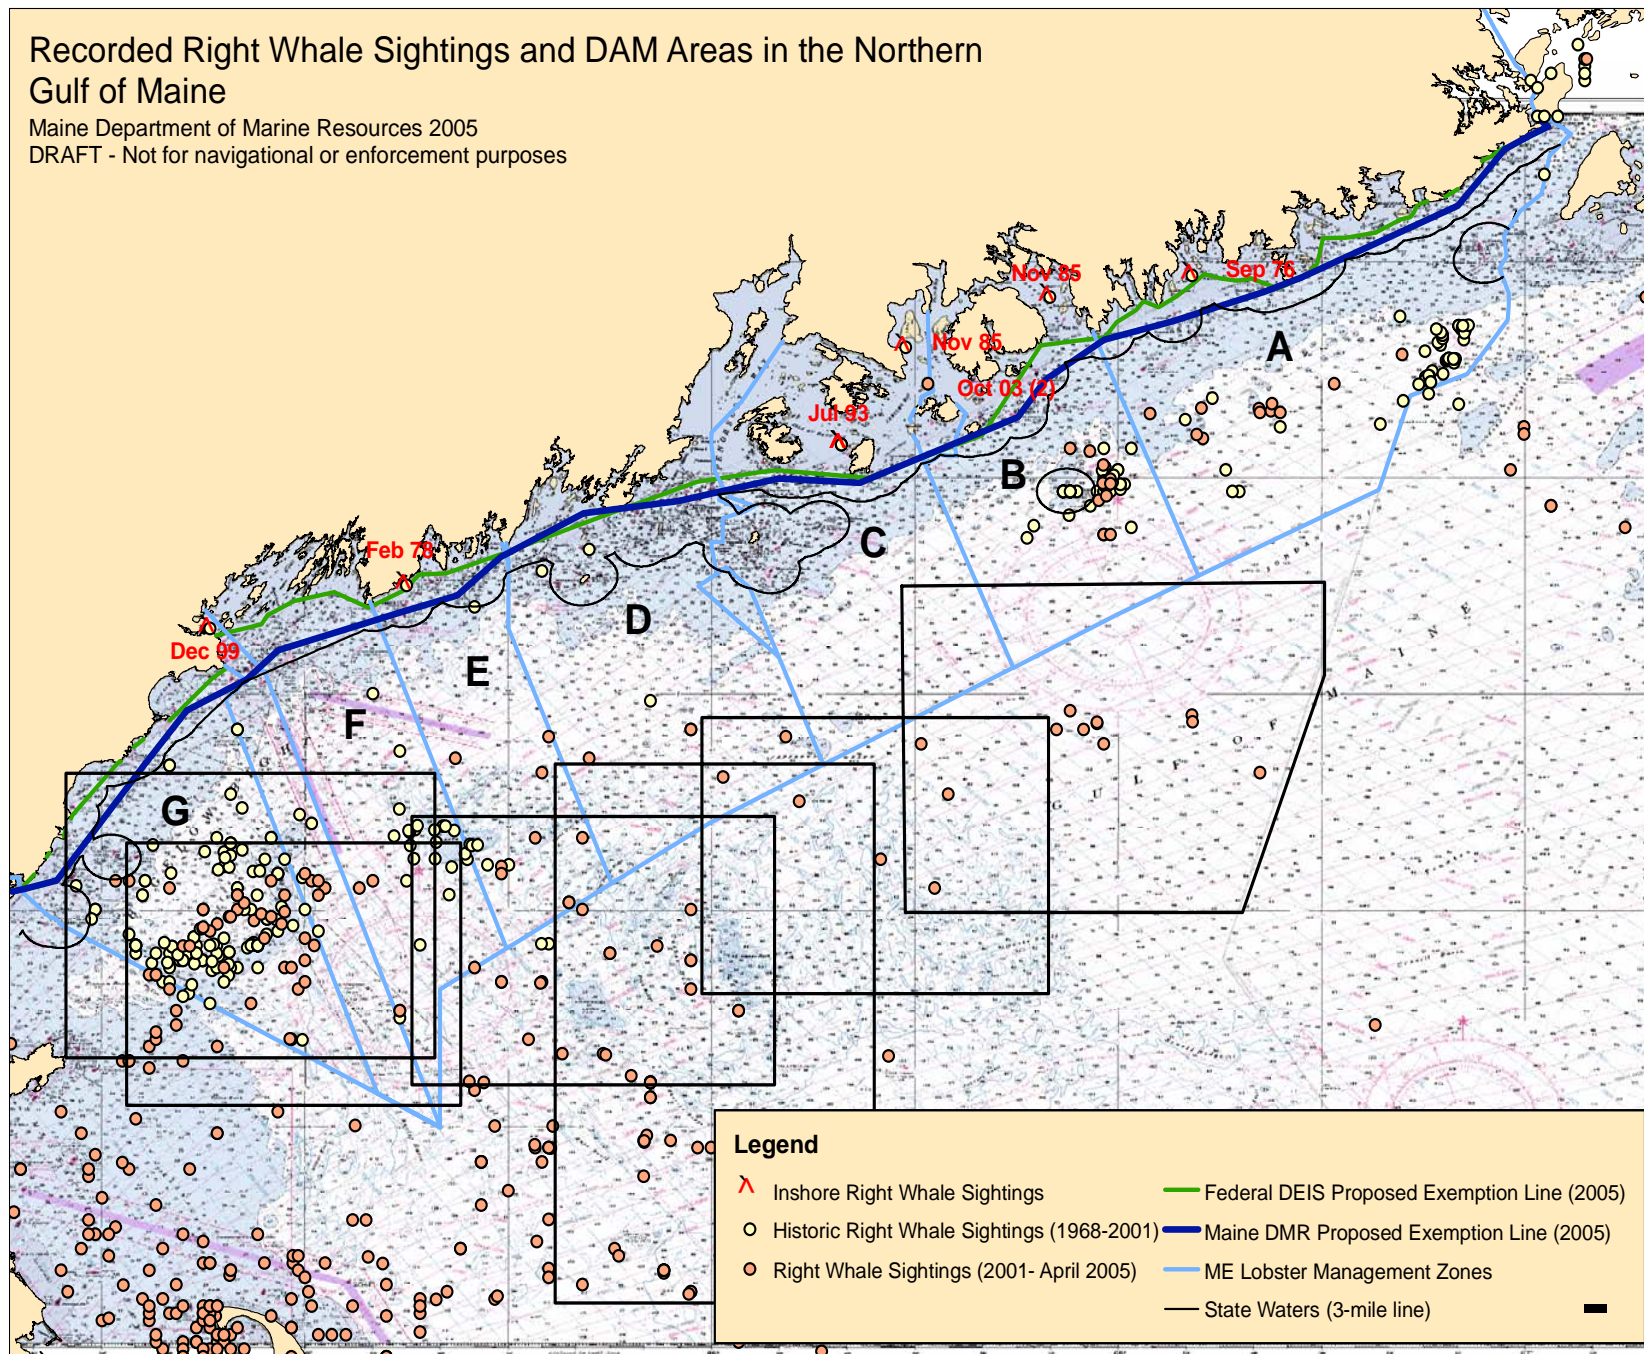 Recorded Right Whale Sightings and DAM Areas in the Northern
Gulf of Maine
Maine Department of Marine Resources 2005
DRAFT - Not for navigational or enforcement purposes
Nov 85
Sep 76
Nov 85
A
Oct 03 (2)
Jul 93
B
C
Feb 78
D
Dec 99
E
F
G
GULF OF MAINE
Legend
Inshore Right Whale Sightings
Historic Right Whale Sightings (1968-2001)
Right Whale Sightings (2001- April 2005)
Federal DEIS Proposed Exemption Line (2005)
Maine DMR Proposed Exemption Line (2005)
ME Lobster Management Zones
State Waters (3-mile line)